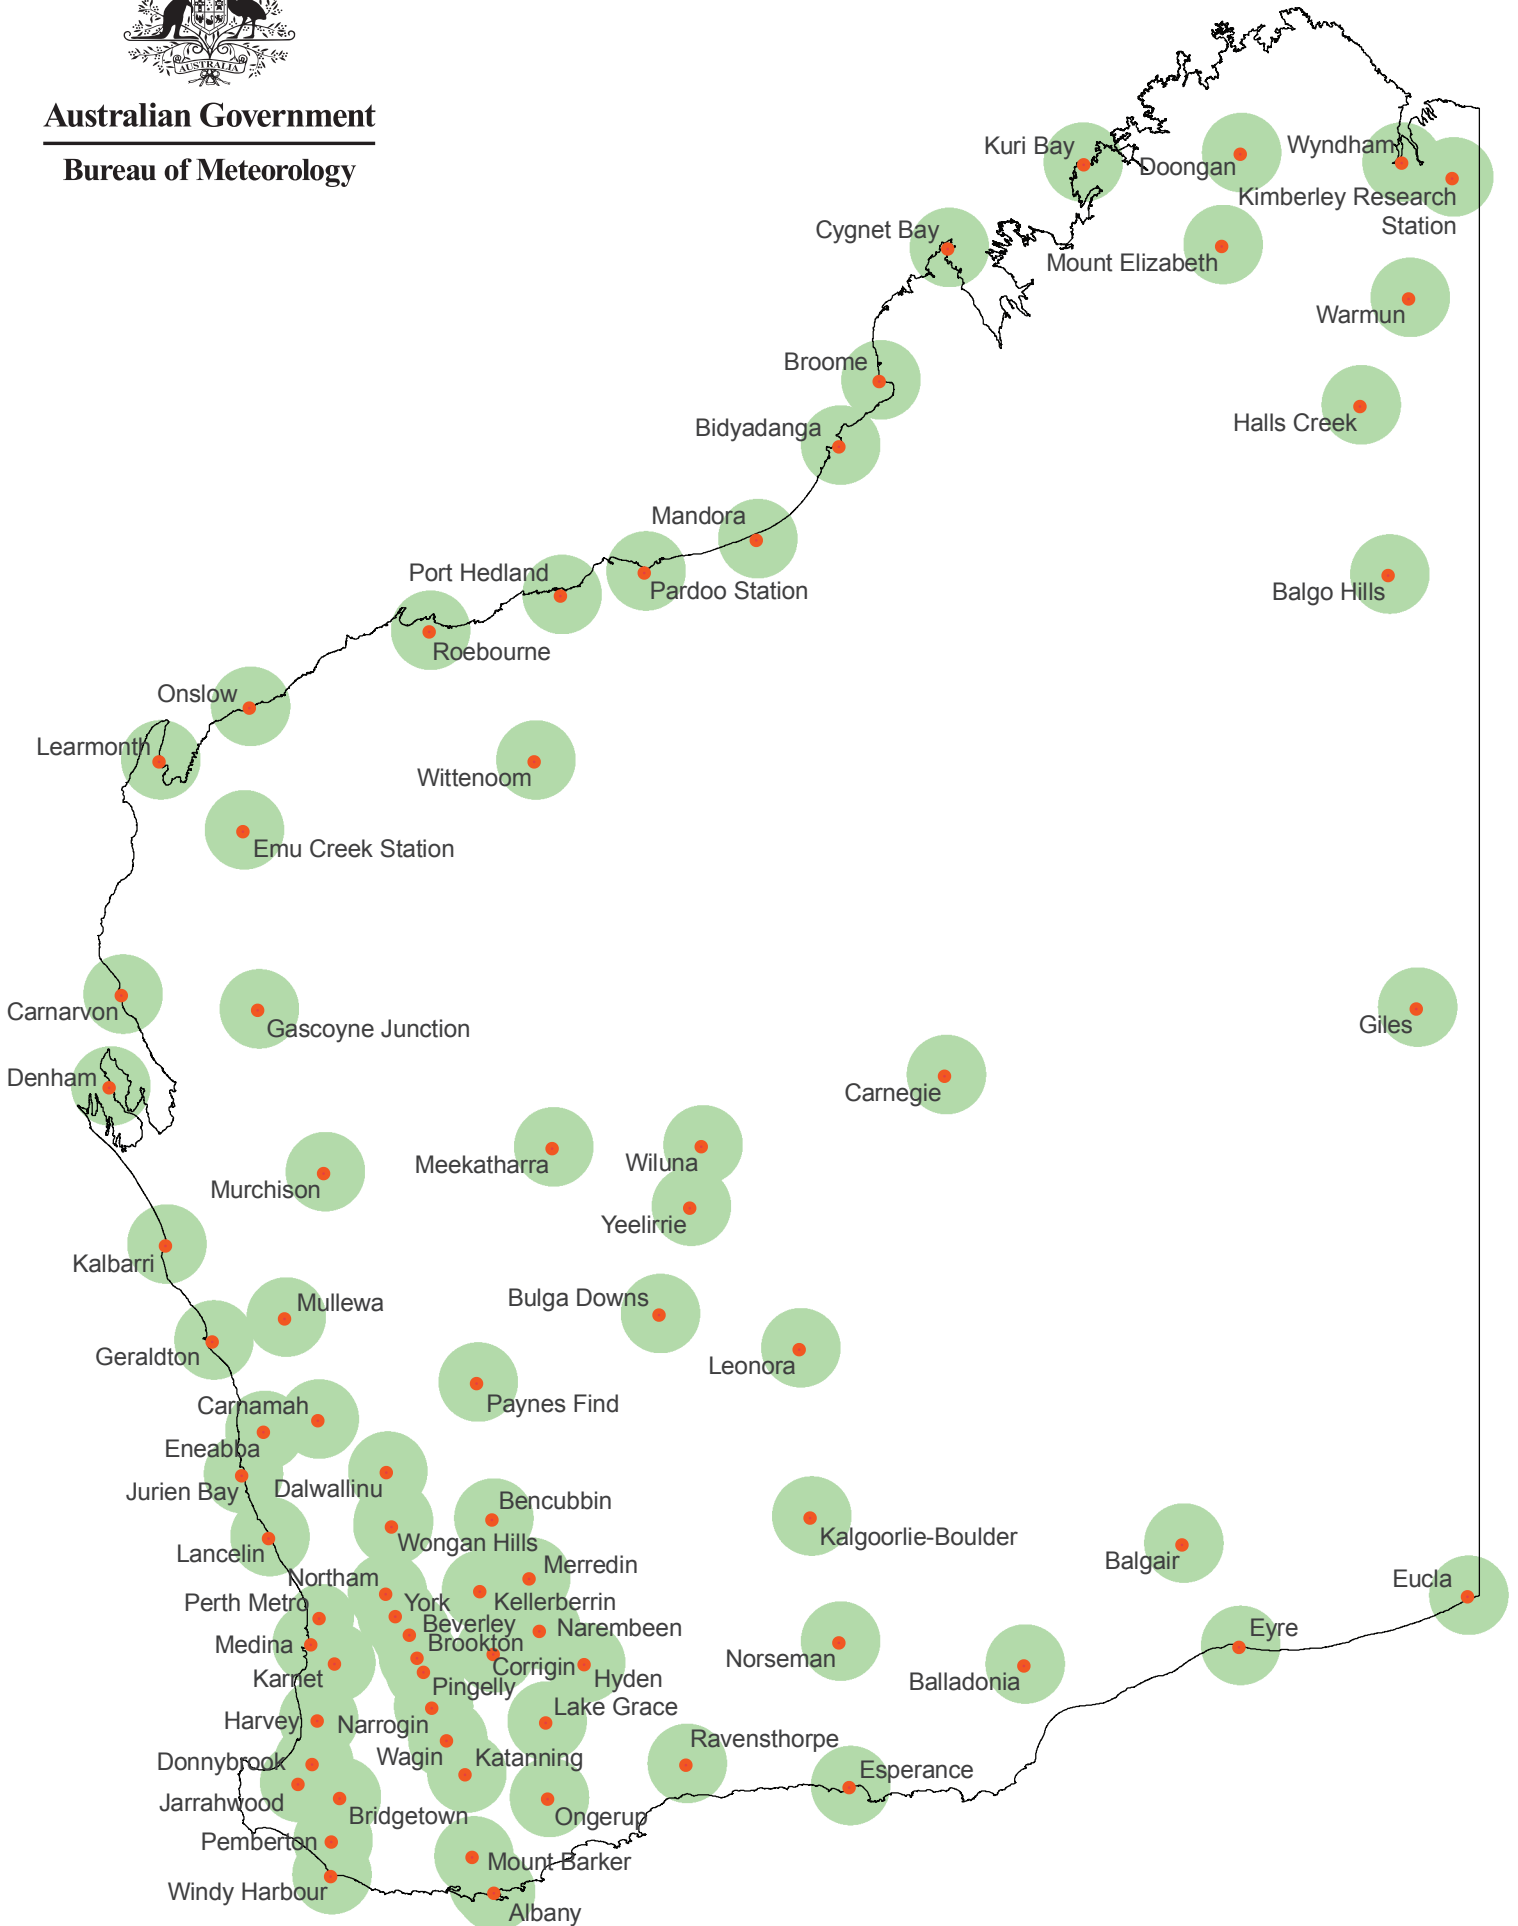 AUSTRALIA
Australian Government
Bureau of Meteorology
Kuri Bay
Doongan
Wyndham
Kimberley Research
Station
Cygnet Bay
Mount Elizabeth
Warmun
Broome
Halls Creek
Bidyadanga
Mandora
Port Hedland
Pardoo Station
Balgo Hills
Roebourne
Onslow
Learmonth
Wittenoom
Emu Creek Station
Carnarvon
Gascoyne Junction
Giles
Denham
Carnegie
Meekatharra
Wiluna
Murchison
Yeelirrie
Kalbarri
Mullewa
Bulga Downs
Geraldton
Leonora
Carnamah
Paynes Find
Eneabba
Jurien Bay
Dalwallinu
Bencubbin
Wongan Hills
Kalgoorlie-Boulder
Lancelin
Balgair
Merredin
Northam
Eucla
Perth Metro
York
Kellerberrin
Beverley
Narembeen
Eyre
Medina
Brookton
Norseman
Corrigin
Karnet
Hyden
Balladonia
Pingelly
Lake Grace
Harvey
Narrogin
Ravensthorpe
Wagin
Katanning
Donnybrook
Esperance
Jarrahwood
Bridgetown
Ongerup
Pemberton
Mount Barker
Windy Harbour
Albany